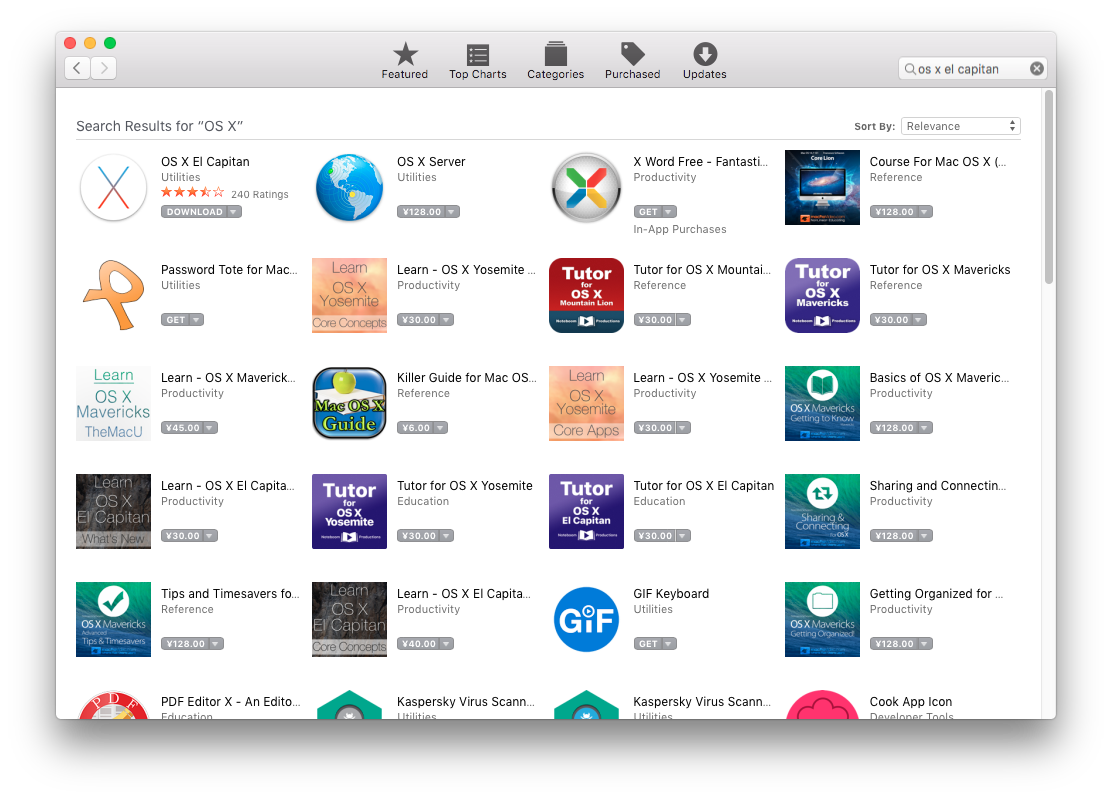 Featured
Top Charts
Categories
Purchased
Updates
os x el capitan
Search Results for “OS X”
Sort By: Relevance
OS X El Capitan
Utilities
240 Ratings
DOWNLOAD
OS X Server
Utilities
¥128.00
X Word Free - Fantasti...
Productivity
GET
In-App Purchases
Core Lion
Course For Mac OS X (...
Reference
¥128.00
Password Tote for Mac...
Utilities
GET
Learn
OS X
Yosemite
Core Concepts
Learn - OS X Yosemite ...
Productivity
¥30.00
Tutor
for
OS X
Mountain Lion
Noteboom Productions
Tutor for OS X Mountai...
Reference
¥30.00
Tutor
for
OS X
Mavericks
Noteboom Productions
Tutor for OS X Mavericks
Reference
¥30.00
Learn
OS X
Mavericks
TheMacU
Learn - OS X Maverick...
Productivity
¥45.00
Mac OS X
Guide
Killer Guide for Mac OS...
Reference
¥6.00
Learn
OS X
Yosemite
Core Apps
Learn - OS X Yosemite ...
Productivity
¥30.00
OS X Mavericks
Getting to Know
Basics of OS X Maveric...
Productivity
¥128.00
Learn
OS X
El Capitan
What's New
Learn - OS X El Capita...
Productivity
¥30.00
Tutor
for
OS X
Yosemite
Noteboom Productions
Tutor for OS X Yosemite
Education
¥30.00
Tutor
for
OS X
El Capitan
Noteboom Productions
Tutor for OS X El Capitan
Education
¥30.00
Sharing &
Connecting
for OS X
Sharing and Connectin...
Productivity
¥128.00
OS X Mavericks
Advanced
Tips & Timesavers
Tips and Timesavers fo...
Reference
¥128.00
Learn
OS X
El Capitan
Core Concepts
Learn - OS X El Capita...
Productivity
¥40.00
GIF
GIF Keyboard
Utilities
GET
OS X Mavericks
Getting Organized!
Getting Organized for ...
Productivity
¥128.00
PDF
PDF Editor X - An Edito...
Education
Kaspersky Virus Scann...
Utilities
Kaspersky Virus Scann...
Utilities
Cook App Icon
Developer Tools